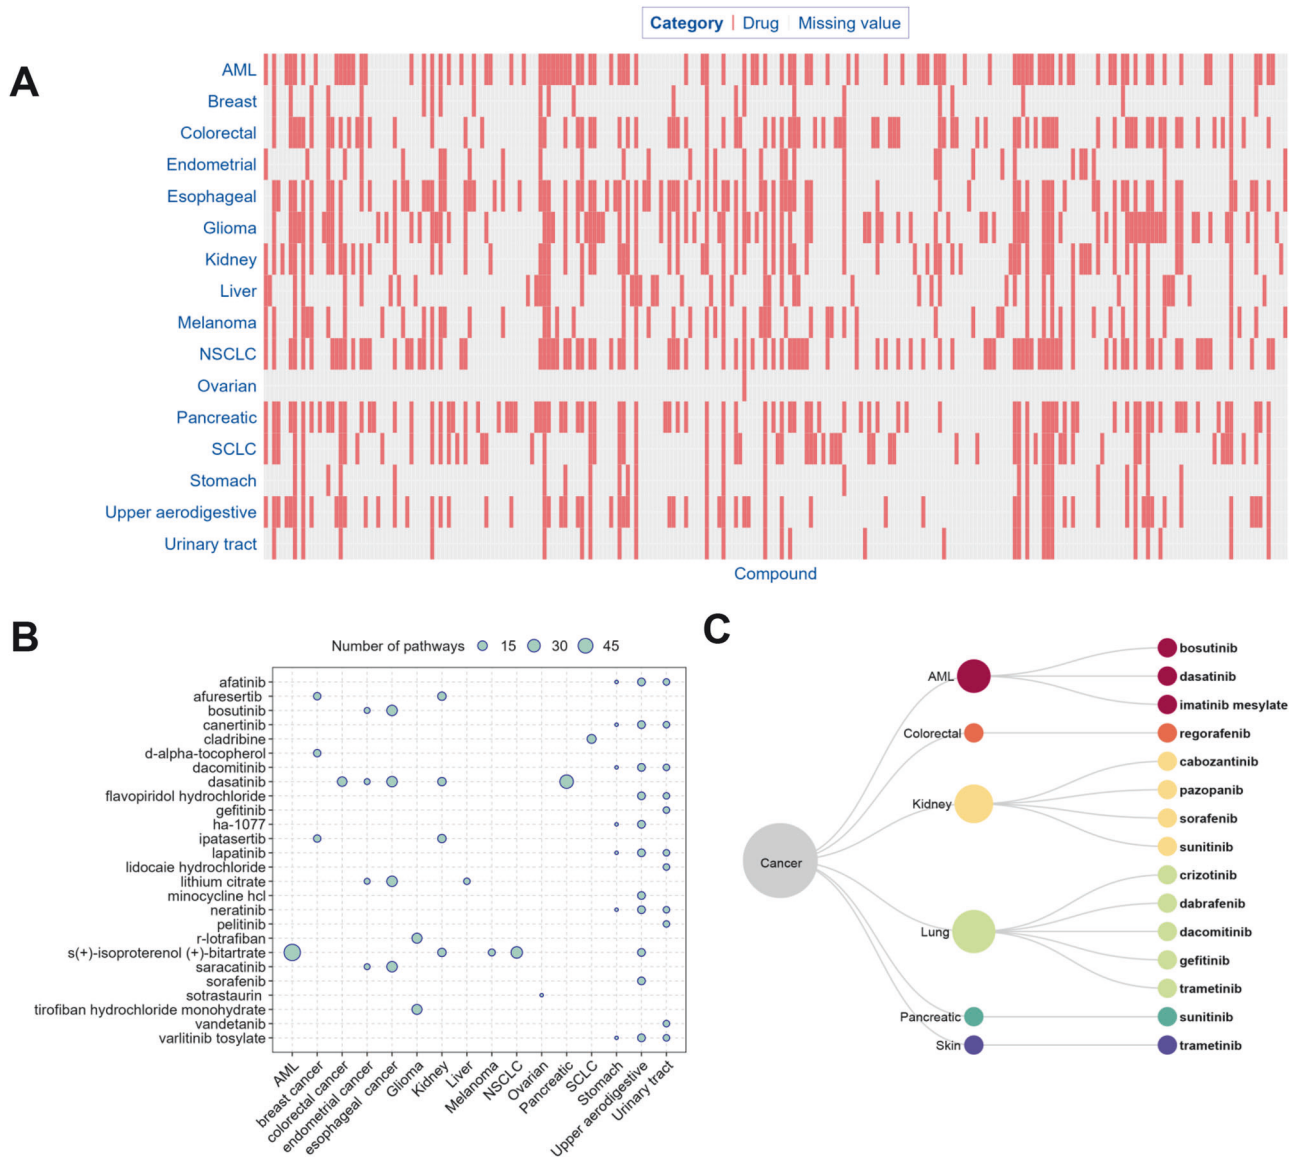 Category | Drug Missing value
A
AML
Breast
Colorectal
Endometrial
Esophageal
Glioma
Kidney
Liver
Melanoma
NSCLC
Ovarian
Pancreatic
SCLC
Stomach
Upper aerodigestive
Urinary tract
Compound
B
Number of pathways 15 30 45
afatinib
afuresertib
bosutinib
canertinib
cladribine
d-alpha-tocopherol
dacomitinib
dasatinib
flavopiridol hydrochloride
gefitinib
ha-1077
ipatasertib
lapatinib
lidocaie hydrochloride
lithium citrate
minocycline hcl
neratinib
pelitinib
r-lotrafiban
s(+)-isoproterenol (+)-bitartrate
saracatinib
sorafenib
sotrastaurin
tirofiban hydrochloride monohydrate
vandetanib
varlitinib tosylate
AML
breast cancer
colorectal cancer
endometrial cancer
esophageal cancer
Glioma
Kidney
Liver
Melanoma
NSCLC
Ovarian
Pancreatic
SCLC
Stomach
Upper aerodigestive
Urinary tract
C
Cancer
AML
Colorectal
Kidney
Lung
Pancreatic
Skin
bosutinib
dasatinib
imatinib mesylate
regorafenib
cabozantinib
pazopanib
sorafenib
sunitinib
crizotinib
dabrafenib
dacomitinib
gefitinib
trametinib
sunitinib
trametinib